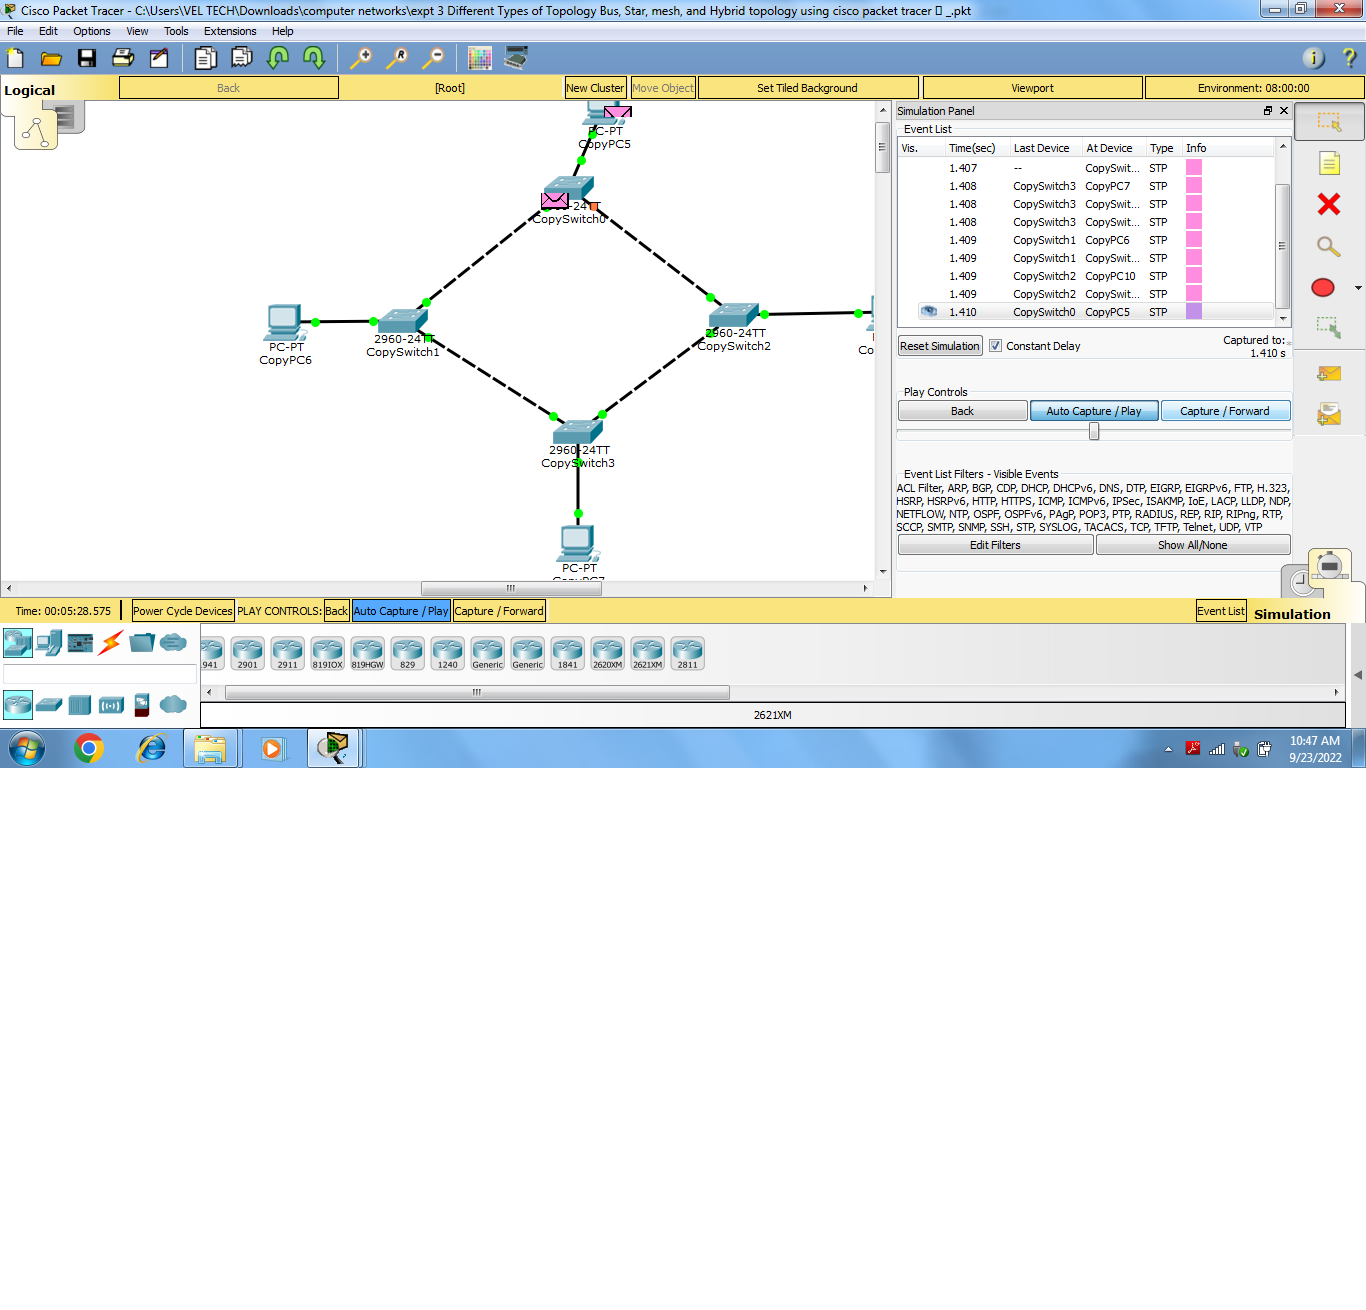 Cisco Packet Tracer - C:\Users\VEL TECH\Downloads\computer networks\expt 3 Different Types of Topology Bus, Star, mesh, and Hybrid topology using cisco packet tracer _.pkt
File Edit Options View Tools Extensions Help
Logical Back [Root] New Cluster Move Object Set Tiled Background Viewport Environment: 08:00:00
PC-PT
CopyPC5
CopySwitch0
PC-PT
CopyPC6
2960-24TT
CopySwitch1
2960-24TT
CopySwitch2
2960-24TT
CopySwitch3
PC-PT
Simulation Panel
Event List
Vis. Time(sec) Last Device At Device Type Info
1.407 -- CopySwit... STP
1.408 CopySwitch3 CopyPC7 STP
1.408 CopySwitch3 CopySwit... STP
1.408 CopySwitch3 CopySwit... STP
1.409 CopySwitch1 CopyPC6 STP
1.409 CopySwitch1 CopySwit... STP
1.409 CopySwitch2 CopyPC10 STP
1.409 CopySwitch2 CopySwit... STP
1.410 CopySwitch0 CopyPC5 STP
Reset Simulation Constant Delay Captured to:
1.410 s
Play Controls
Back Auto Capture / Play Capture / Forward
Event List Filters - Visible Events
ACL Filter, ARP, BGP, CDP, DHCP, DHCPv6, DNS, DTP, EIGRP, EIGRPv6, FTP, H.323,
HSRP, HSRPv6, HTTP, HTTPS, ICMP, ICMPv6, IPSec, ISAKMP, IoE, LACP, LLDP, NDP,
NETFLOW, NTP, OSPF, OSPFv6, PAgP, POP3, PTP, RADIUS, REP, RIP, RIPng, RTP,
SCCP, SMTP, SNMP, SSH, STP, SYSLOG, TACACS, TCP, TFTP, Telnet, UDP, VTP
Edit Filters Show All/None
Time: 00:05:28.575 Power Cycle Devices PLAY CONTROLS: Back Auto Capture / Play Capture / Forward Event List Simulation
1941 2901 2911 819IOX 819HGW 829 1240 Generic Generic 1841 2620XM 2621XM 2811
2621XM
10:47 AM
9/23/2022